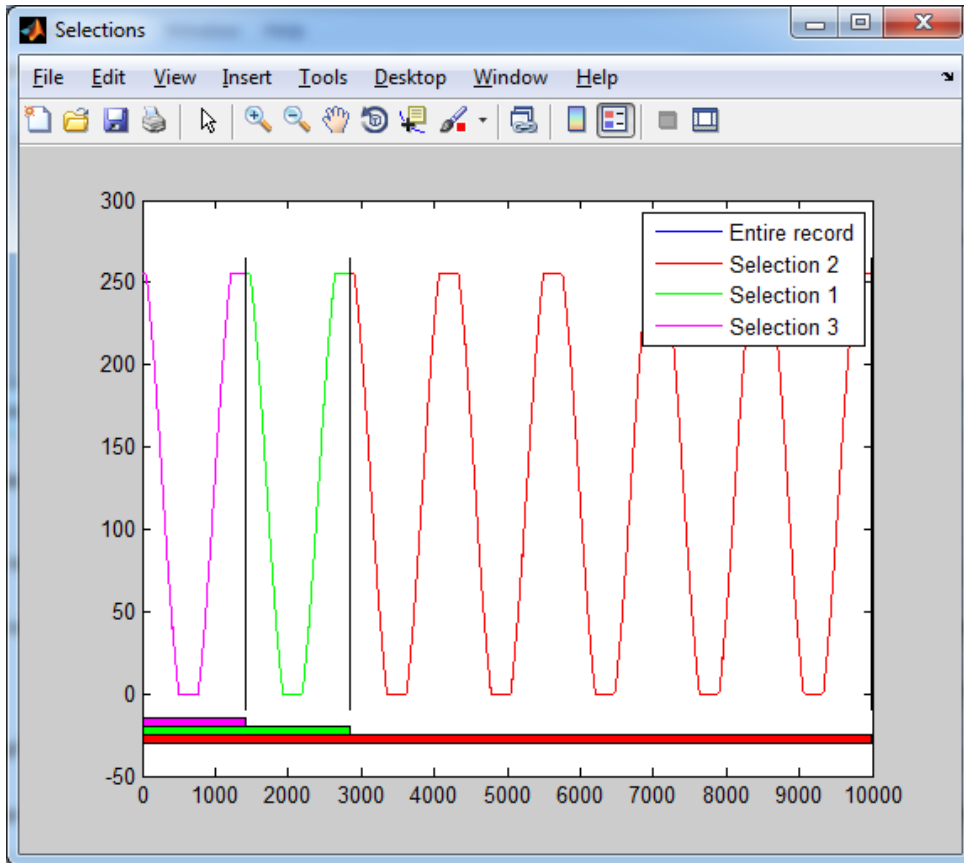 Selections
File Edit View Insert Tools Desktop Window Help
300
250
200
150
100
50
0
-50
0 1000 2000 3000 4000 5000 6000 7000 8000 9000 10000
Entire record
Selection 2
Selection 1
Selection 3